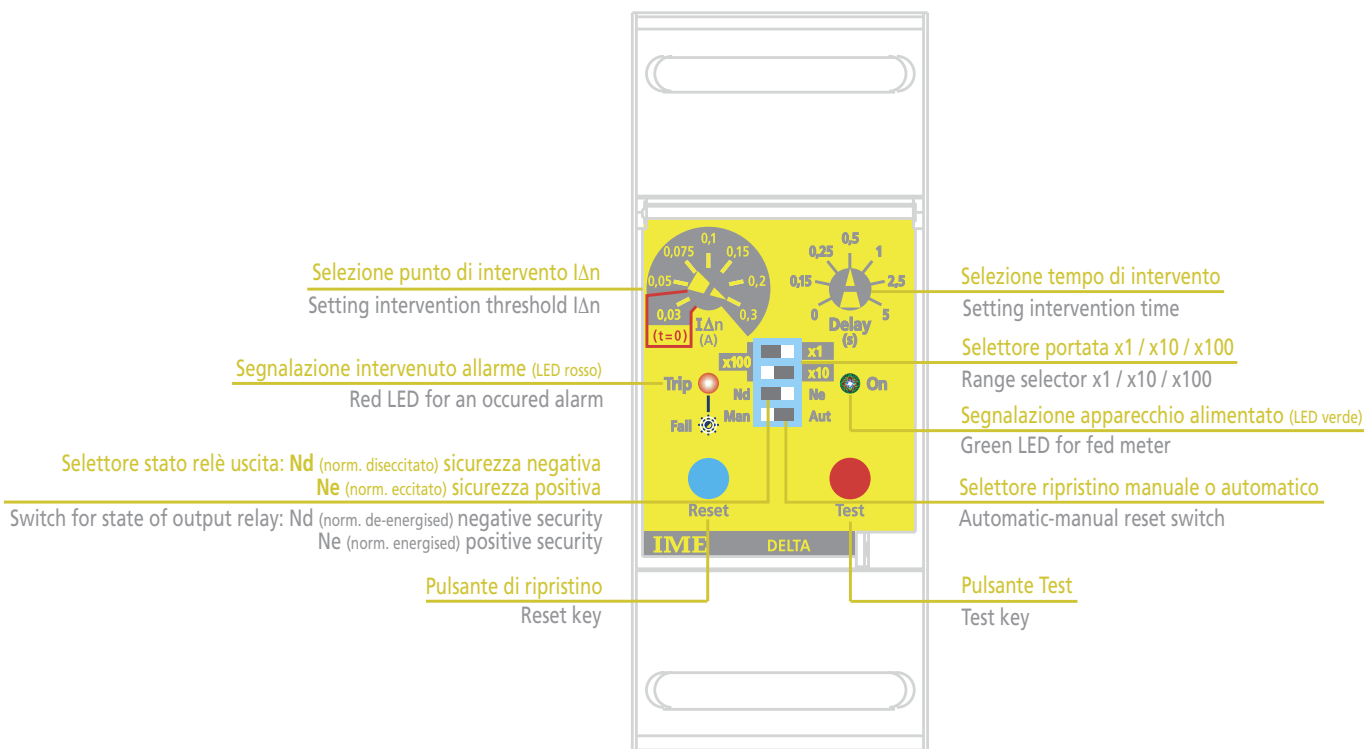 Selezione punto di intervento I∆n
Setting intervention threshold I∆n
Segnalazione intervenuto allarme (LED rosso)
Red LED for an occured alarm
Selettore stato relè uscita: Nd (norm. diseccitato) sicurezza negativa
Ne (norm. eccitato) sicurezza positiva
Switch for state of output relay: Nd (norm. de-energised) negative security
Ne (norm. energised) positive security
Pulsante di ripristino
Reset key
0,03
0,05
0,075
0,1
0,15
0,2
0,3
(t=0)
I∆n
(A)
0
0,15
0,25
0,5
1
2,5
5
Delay
(s)
x100
x1
x10
Trip
On
Nd
Ne
Fail
Man
Aut
Reset
Test
IME
DELTA
Selezione tempo di intervento
Setting intervention time
Selettore portata x1 / x10 / x100
Range selector x1 / x10 / x100
Segnalazione apparecchio alimentato (LED verde)
Green LED for fed meter
Selettore ripristino manuale o automatico
Automatic-manual reset switch
Pulsante Test
Test key